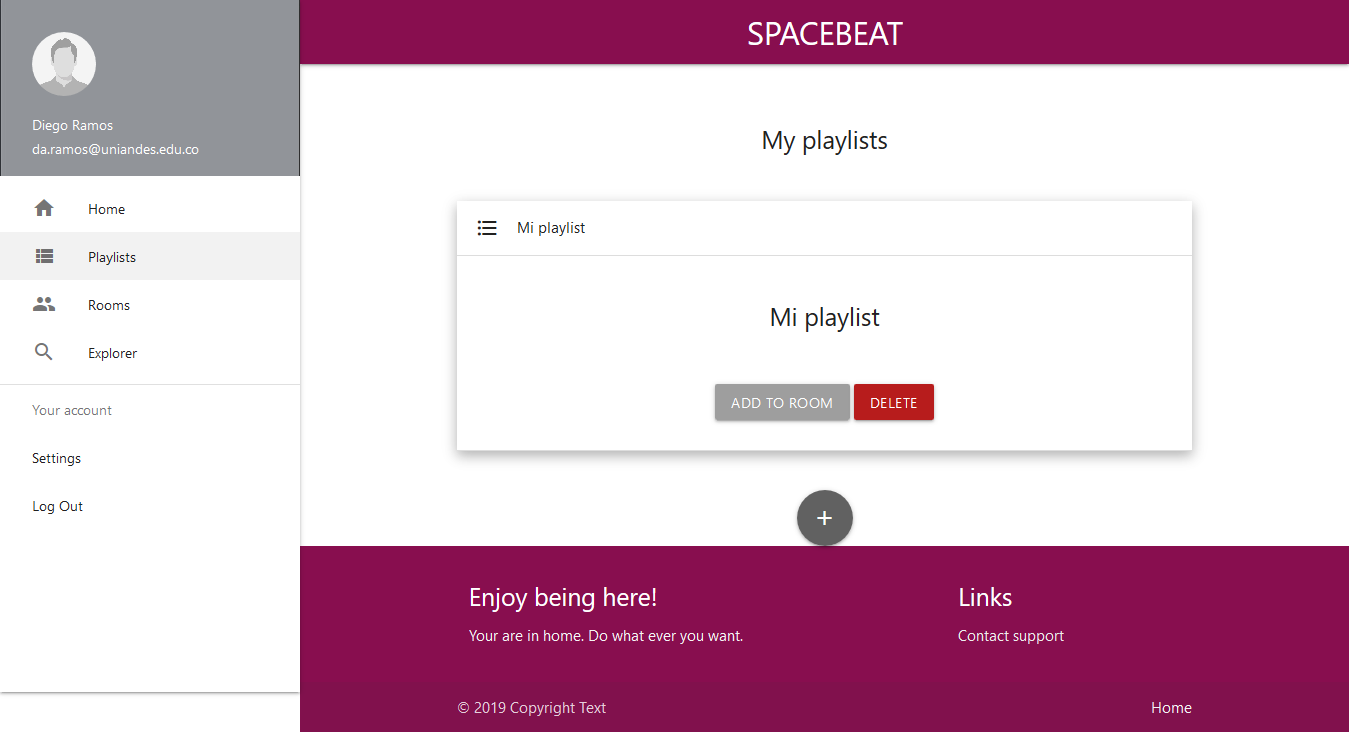 SPACEBEAT
Diego Ramos
da.ramos@uniandes.edu.co
Home
Playlists
Rooms
Explorer
Your account
Settings
Log Out
My playlists
Mi playlist
Mi playlist
ADD TO ROOM
DELETE
+
Enjoy being here!
Your are in home. Do what ever you want.
Links
Contact support
© 2019 Copyright Text
Home